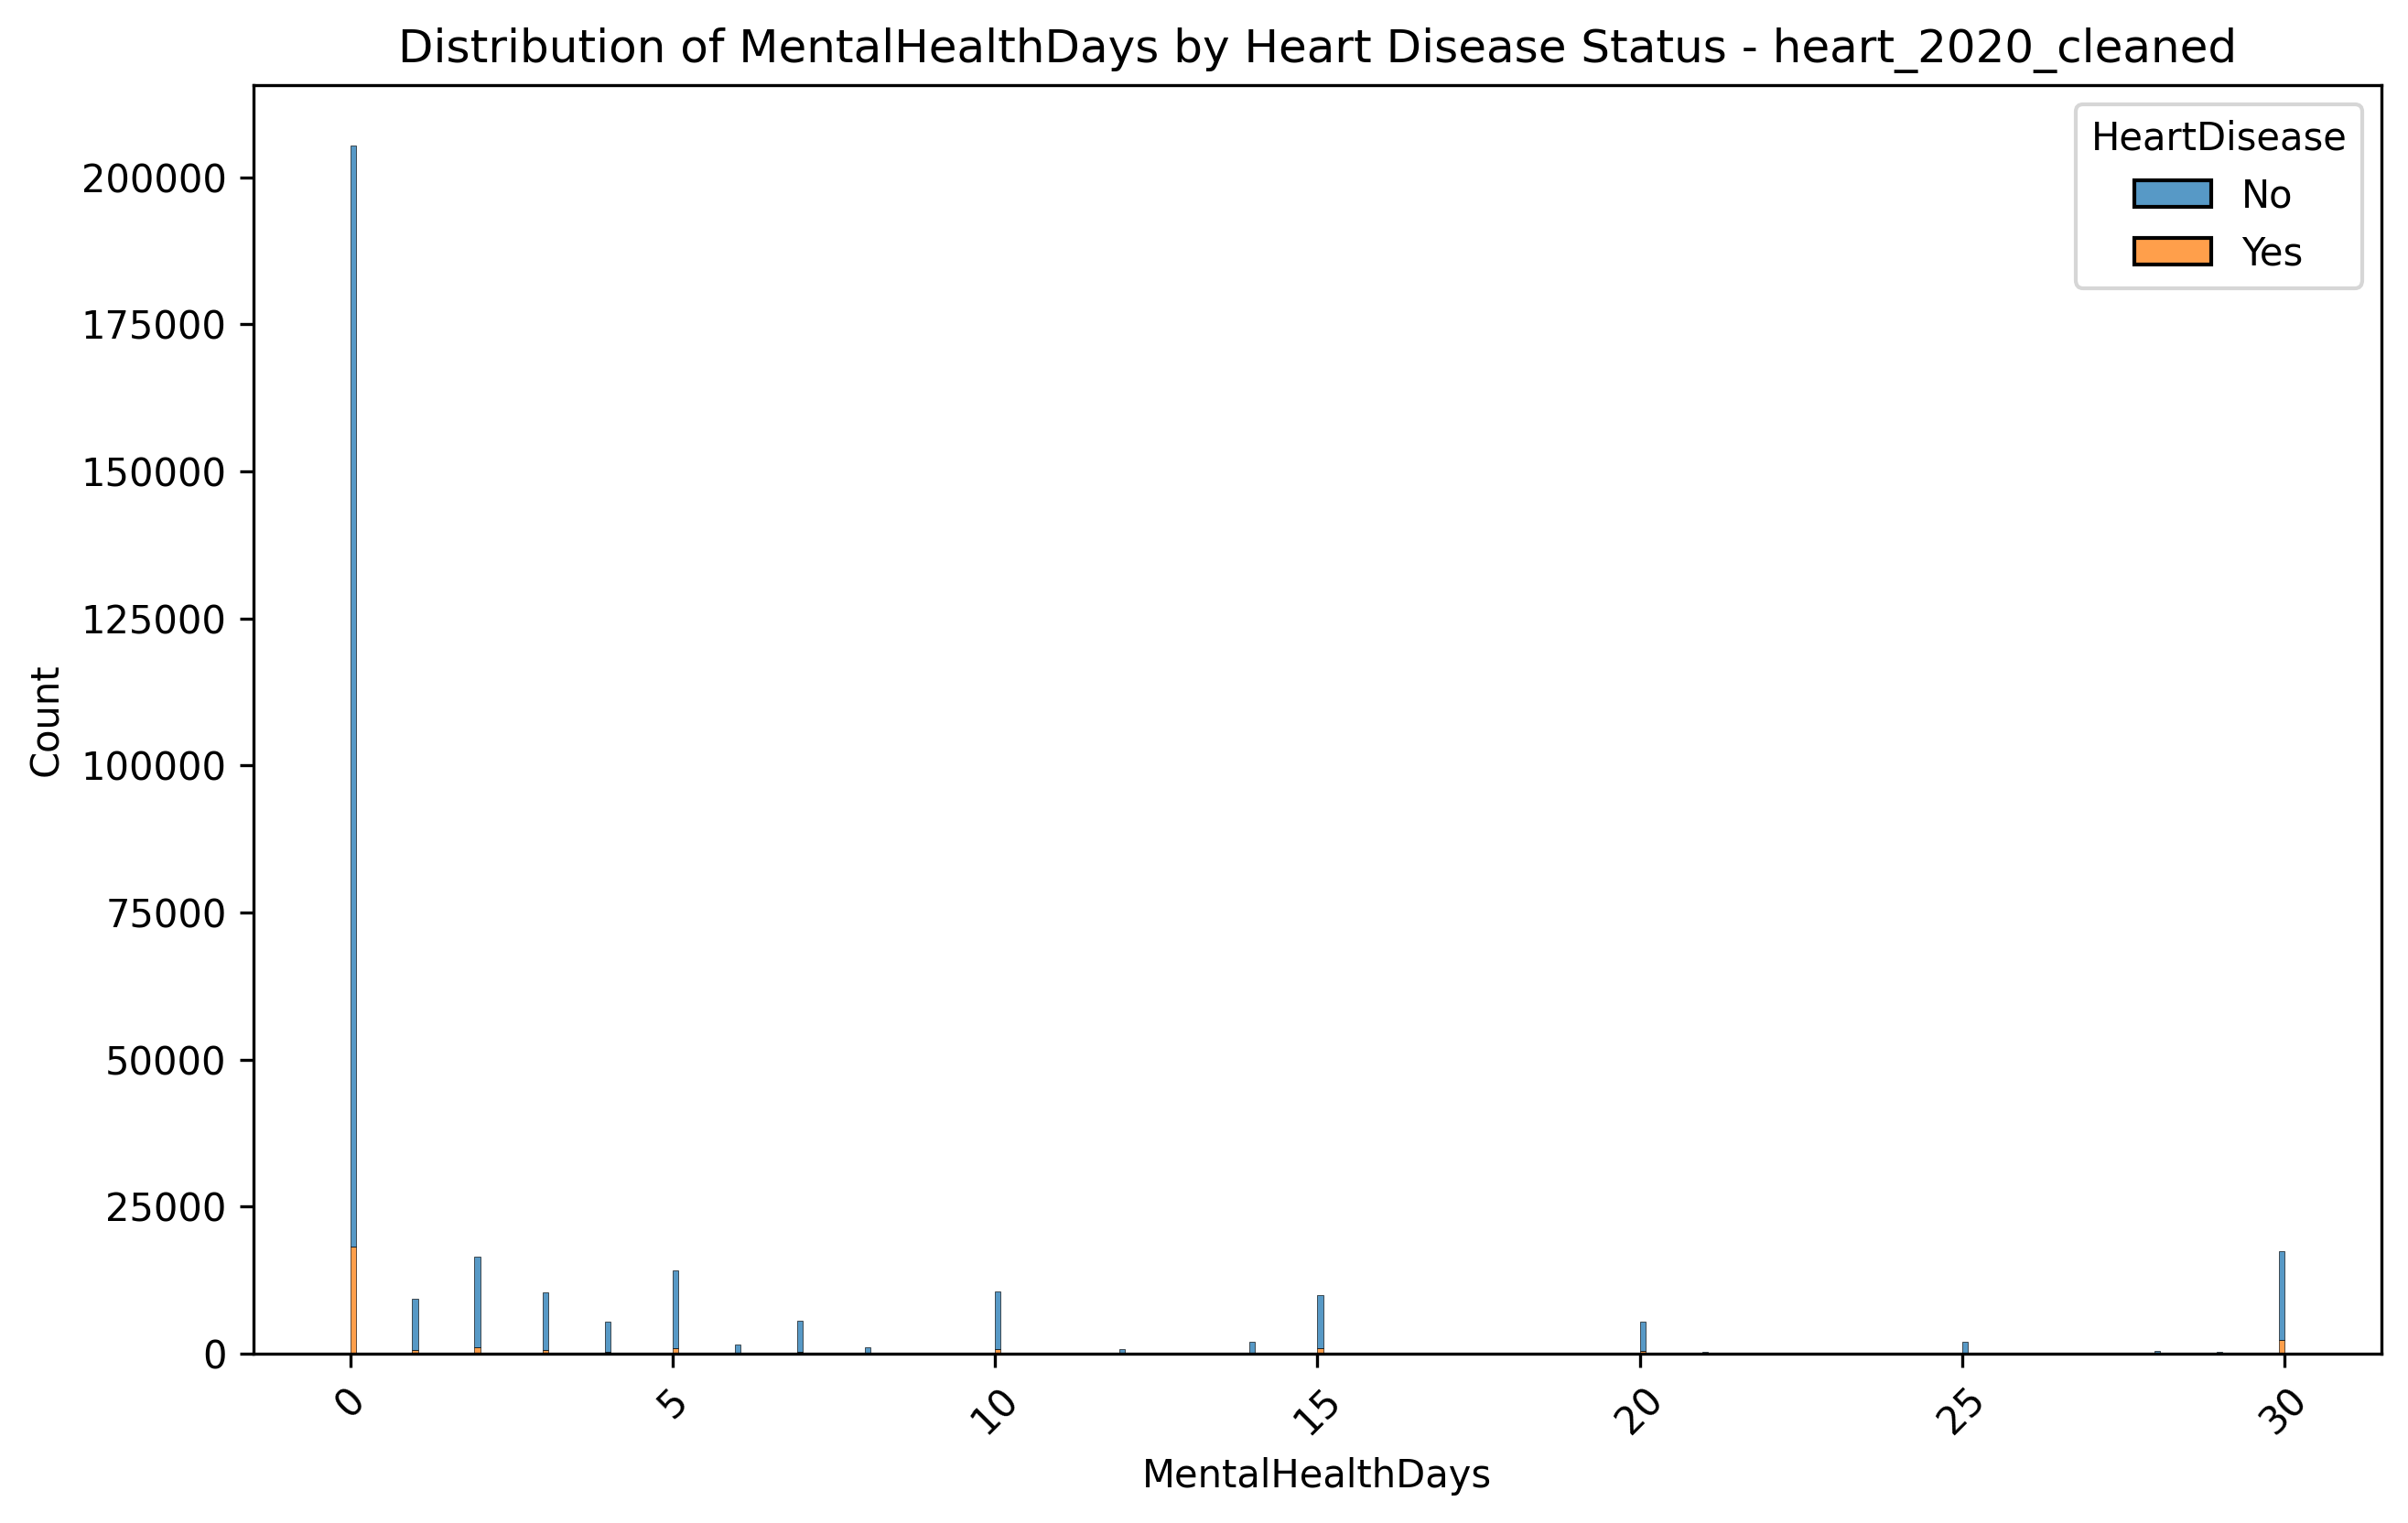 Distribution of MentalHealthDays by Heart Disease Status - heart_2020_cleaned
HeartDisease
No
Yes
Count
200000
175000
150000
125000
100000
75000
50000
25000
0
0 5 10 15 20 25 30
MentalHealthDays